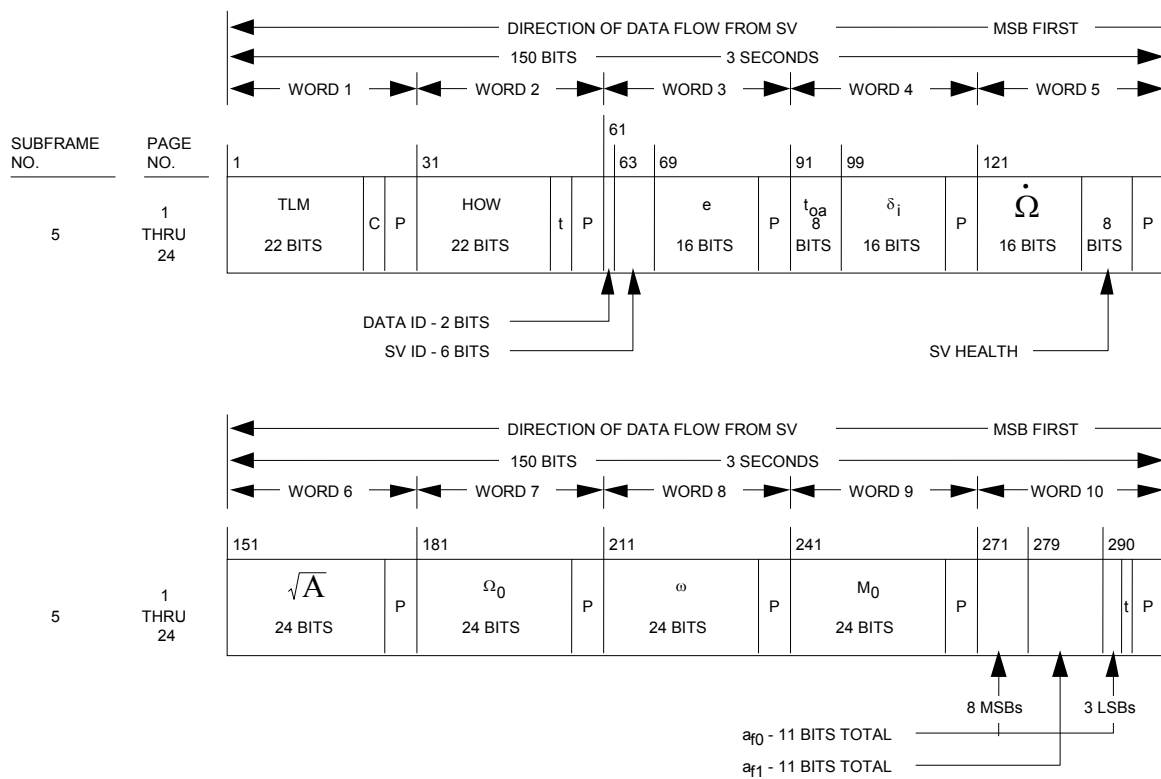 DIRECTION OF DATA FLOW FROM SV MSB FIRST
150 BITS 3 SECONDS
WORD 1 WORD 2 WORD 3 WORD 4 WORD 5
SUBFRAME NO. PAGE NO.
1 31 61 63 69 91 99 121
5
1 THRU 24
TLM 22 BITS
C
P
HOW 22 BITS
t
P
e 16 BITS
P
t_oa 8 BITS
δ_i 16 BITS
P
Ω̇ 16 BITS
8 BITS
P
DATA ID - 2 BITS
SV ID - 6 BITS
SV HEALTH
DIRECTION OF DATA FLOW FROM SV MSB FIRST
150 BITS 3 SECONDS
WORD 6 WORD 7 WORD 8 WORD 9 WORD 10
151 181 211 241 271 279 290
5
1 THRU 24
√A 24 BITS
P
Ω_0 24 BITS
P
ω 24 BITS
P
M_0 24 BITS
P
t
P
8 MSBs 3 LSBs
a_f0 - 11 BITS TOTAL
a_f1 - 11 BITS TOTAL